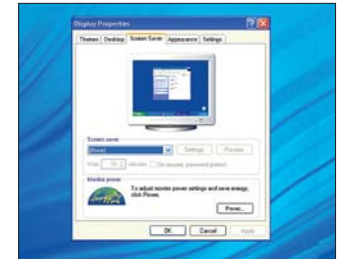 Display Properties
Themes Desktop Screen Saver Appearance Settings
Screen saver
(None) Settings Preview
Wait 10 minutes On resume, password protect
Monitor power
To adjust monitor power settings and save energy,
click Power.
Power...
OK Cancel Apply